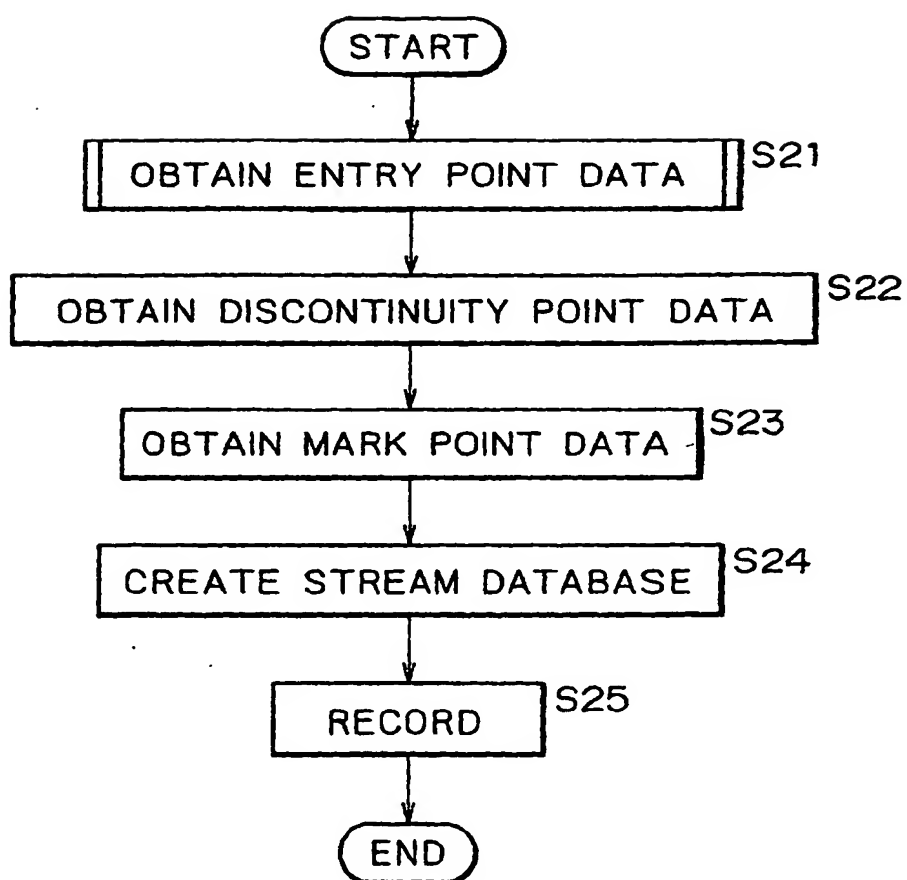 START
OBTAIN ENTRY POINT DATA S21
OBTAIN DISCONTINUITY POINT DATA S22
OBTAIN MARK POINT DATA S23
CREATE STREAM DATABASE S24
RECORD S25
END